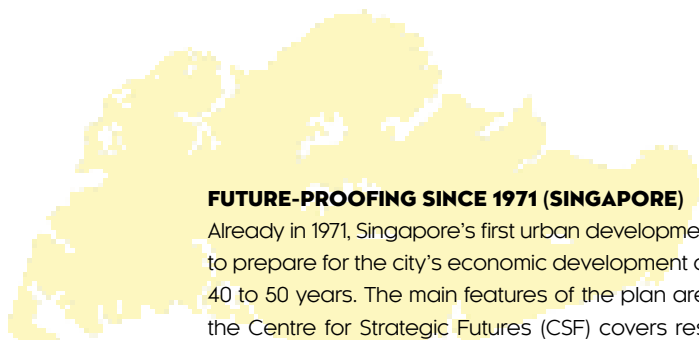 FUTURE-PROOFING SINCE 1971 (SINGAPORE)
Already in 1971, Singapore’s first urban developme
to prepare for the city’s economic development
40 to 50 years. The main features of the plan are
the Centre for Strategic Futures (CSF) covers res